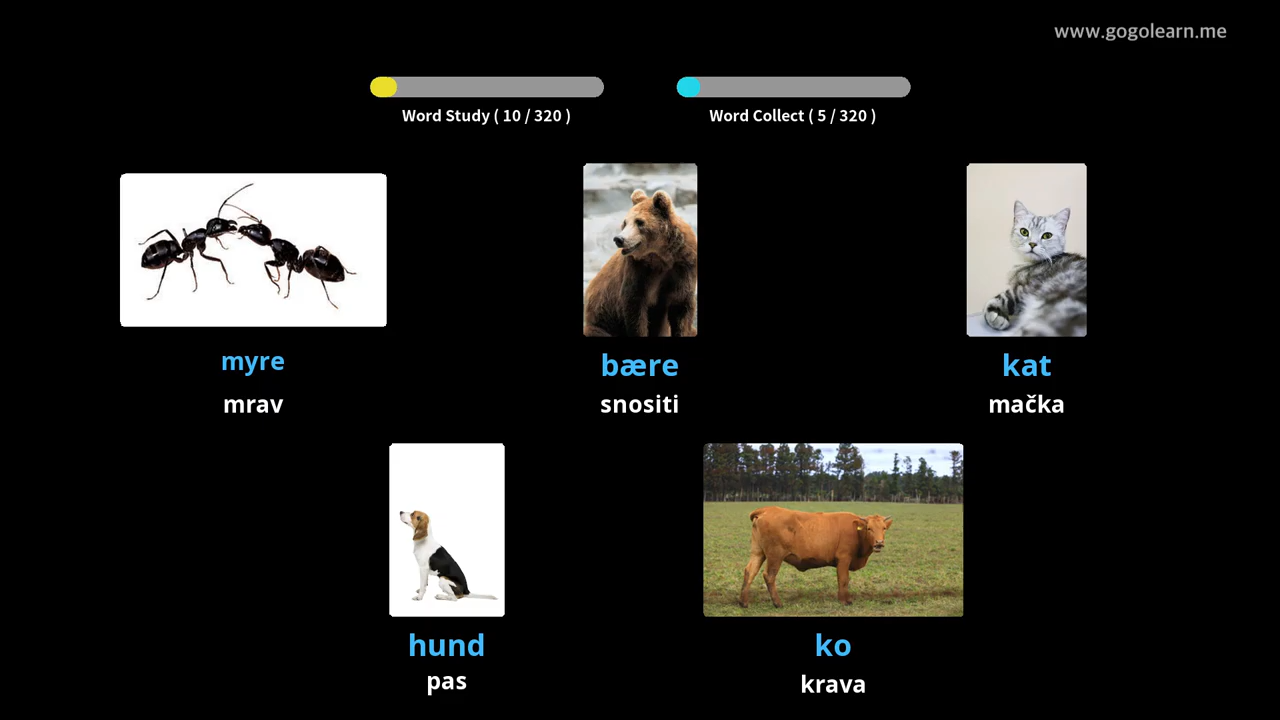 www.gogolearn.me
Word Study ( 10 / 320 )
Word Collect ( 5 / 320 )
myre
mrav
bære
snositi
kat
mačka
hund
pas
ko
krava